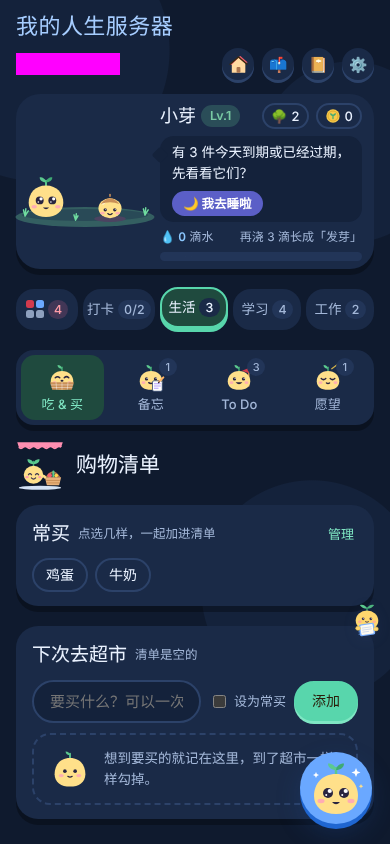 我的人生服务器
小芽 Lv.1 2 0
有 3 件今天到期或已经过期，
先看看它们?
我去睡啦
0 滴水 再浇 3 滴长成「发芽」
4 打卡 0/2 生活 3 学习 4 工作 2
1 3 1
吃 & 买 备忘 To Do 愿望
购物清单
常买 点选几样，一起加进清单 管理
鸡蛋 牛奶
下次去超市 清单是空的
要买什么？可以一次 设为常买 添加
想到要买的就记在这里，到了超市一
样勾掉。